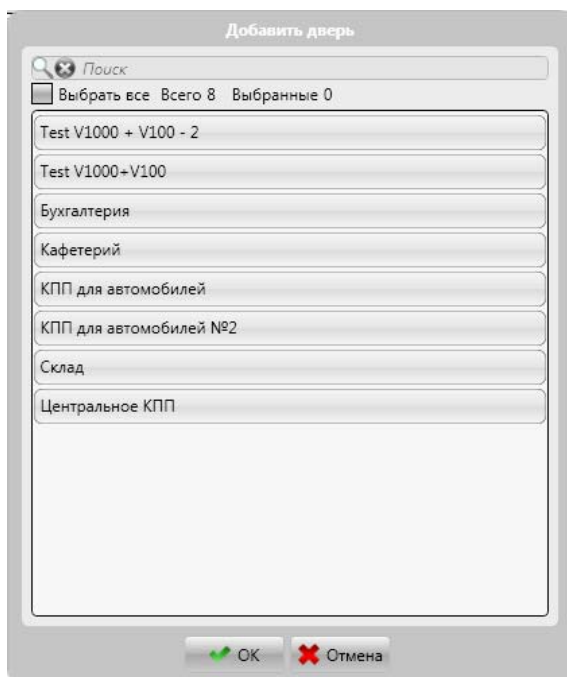 Добавить дверь
Поиск
Выбрать все Всего 8 Выбранные 0
Test V1000 + V100 - 2
Test V1000+V100
Бухгалтерия
Кафетерий
КПП для автомобилей
КПП для автомобилей №2
Склад
Центральное КПП
OK Отмена